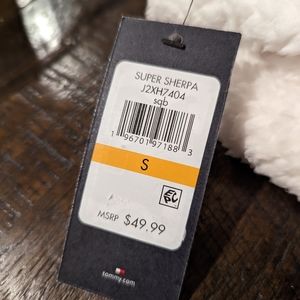 SUPER SHERPA
J2XH7404
sqb
1 96701 97188 3
S
MSRP $49.99
tommy.com